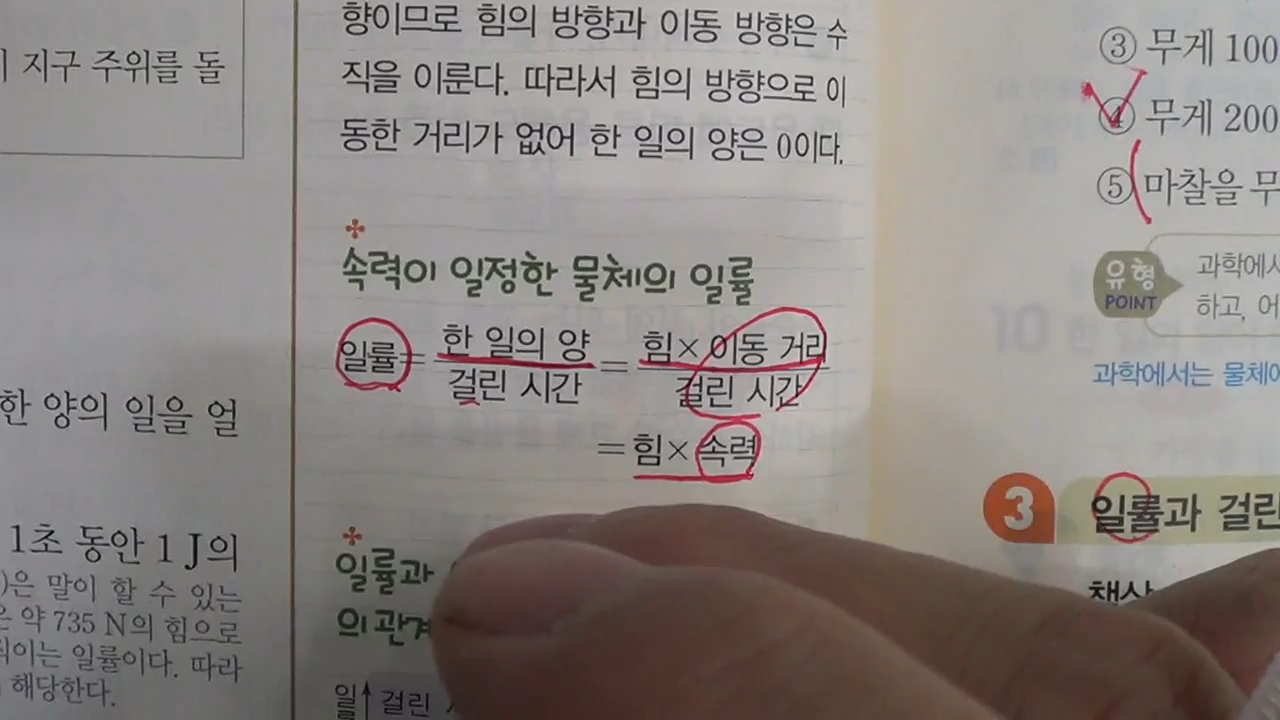 지구 주위를 돌
한 양의 일을 얼
1초 동안 1 J의
은 말이 할 수 있는
약 735 N의 힘으로
이는 일률이다. 따라
해당한다.
향이므로 힘의 방향과 이동 방향은 수
직을 이룬다. 따라서 힘의 방향으로 이
동한 거리가 없어 한 일의 양은 0이다.
속력이 일정한 물체의 일률
일률= 한 일의 양 = 힘× 이동 거리
걸린 시간 걸린 시간
=힘×속력
일률과
의 관계
일 걸린
③ 무게 100
④ 무게 200
⑤ 마찰을 무
유형 POINT
과학에서
하고, 어
과학에서는 물체에
3 일률과 걸린
책상